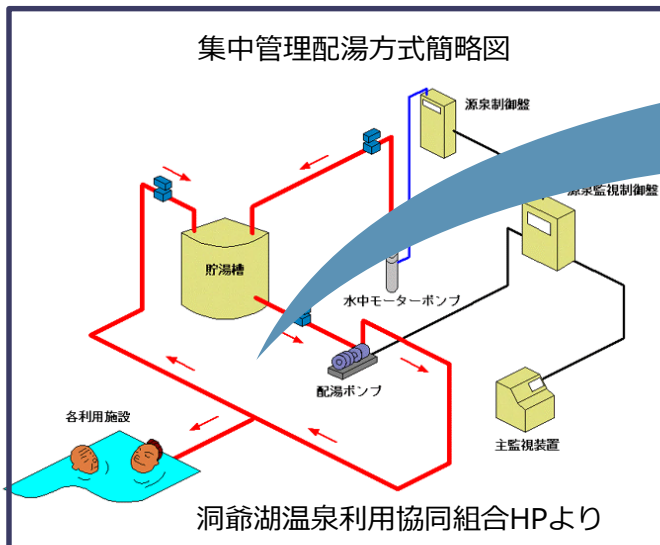 集中管理配湯方式簡略図
源泉制御盤
源泉監視制御盤
貯湯槽
水中モーターポンプ
配湯ポンプ
各利用施設
主監視装置
洞爺湖温泉利用協同組合HPより